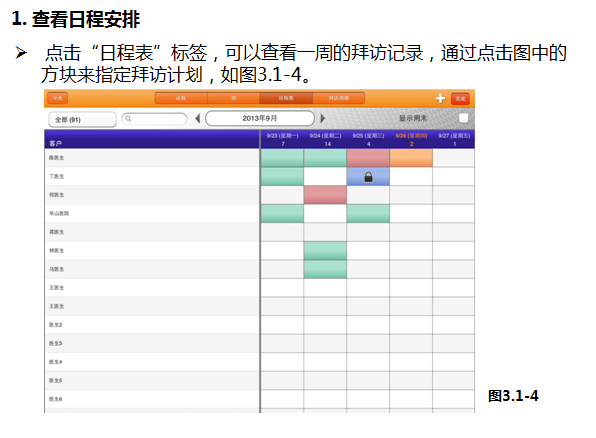 1. 查看日程安排
➢ 点击“日程表”标签，可以查看一周的拜访记录，通过点击图中的
方块来指定拜访计划，如图3.1-4。
今天 周 日程表 完成
全部 (91) 2013年9月 显示周末
9/23 (星期一) 9/24 (星期二) 9/25 (星期三) 9/26 (星期四) 9/27 (星期五)
客户 7 14 4 2 1
陈医生
丁医生
何医生
华山医院
蒋医生
林医生
马医生
王医生
王医生
医生2
医生3
医生4
医生5
医生6
图3.1-4